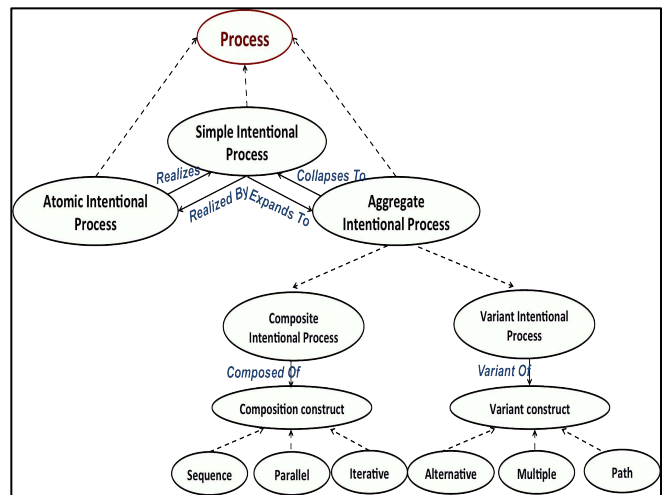 Process
Simple Intentional
Process
Realizes
Collapses To
Atomic Intentional
Process
Realized By
Expands To
Aggregate
Intentional Process
Composite
Intentional Process
Variant Intentional
Process
Composed Of
Variant Of
Composition construct
Variant construct
Sequence
Parallel
Iterative
Alternative
Multiple
Path